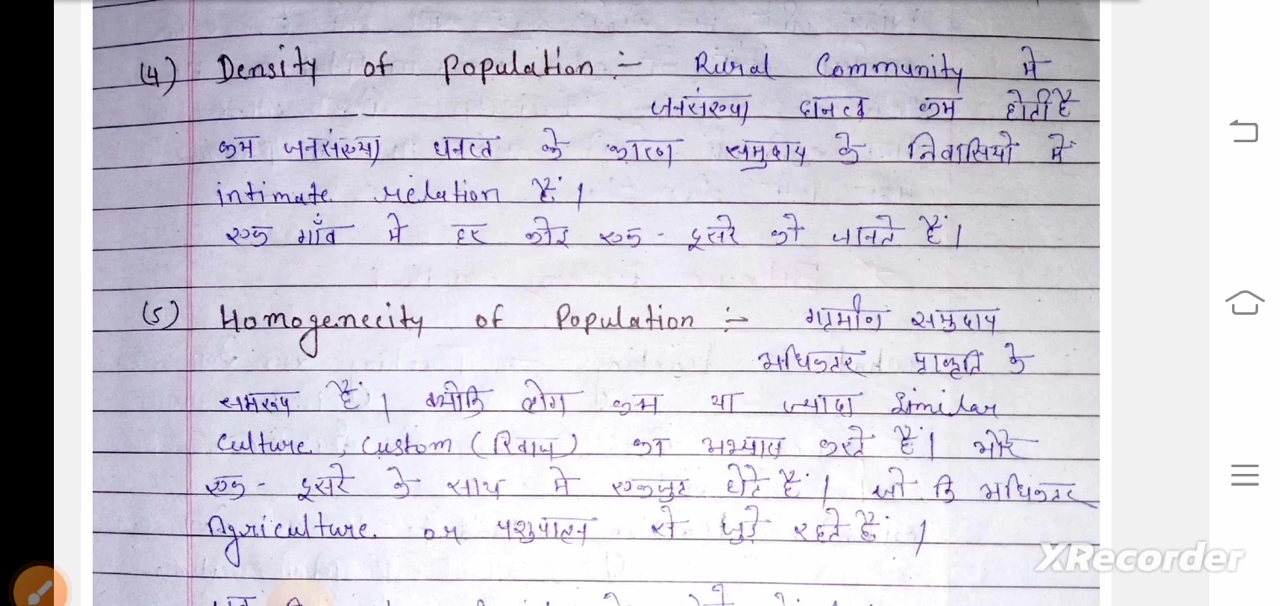 (4) Density of Population :- Rural Community में
जनसंख्या घनत्व कम होती है
कम जनसंख्या घनत्व के कारण समुदाय के निवासियों में
intimate relation हैं।
एक गाँव में हर कोइ एक - दूसरे को जानते हैं।
(5) Homogenecity of Population :- ग्रामीण समुदाय
अधिकतर प्राकृति के
समरूप हैं। क्योंकि लोग कम या ज्यादा similar
culture, custom (रिवाज) का अभ्यास करते हैं। और
एक - दूसरे के साथ में एकजुट होते हैं। जो कि अधिकतर
Agriculture or पशुपालन से जुड़े रहते हैं।
XRecorder